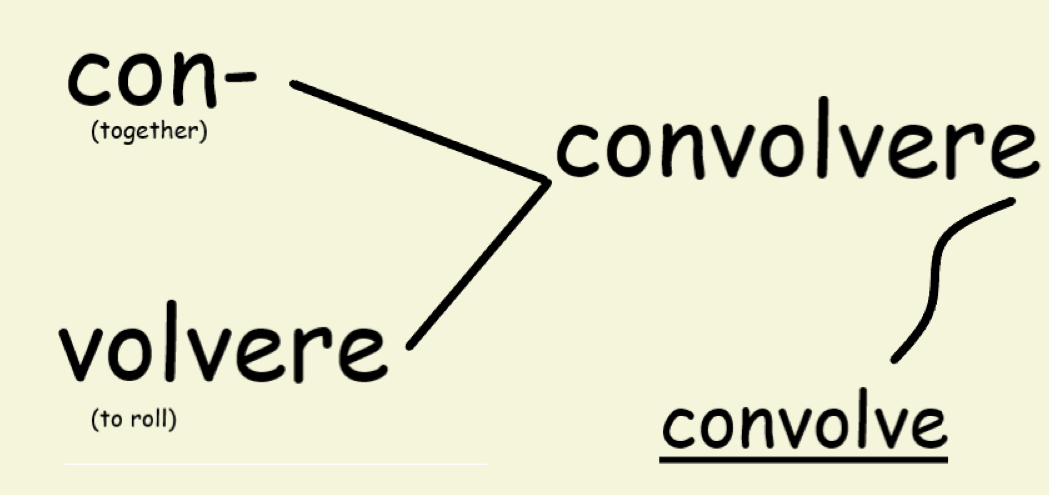 con-
(together)
convolvere
volvere
(to roll)
convolve